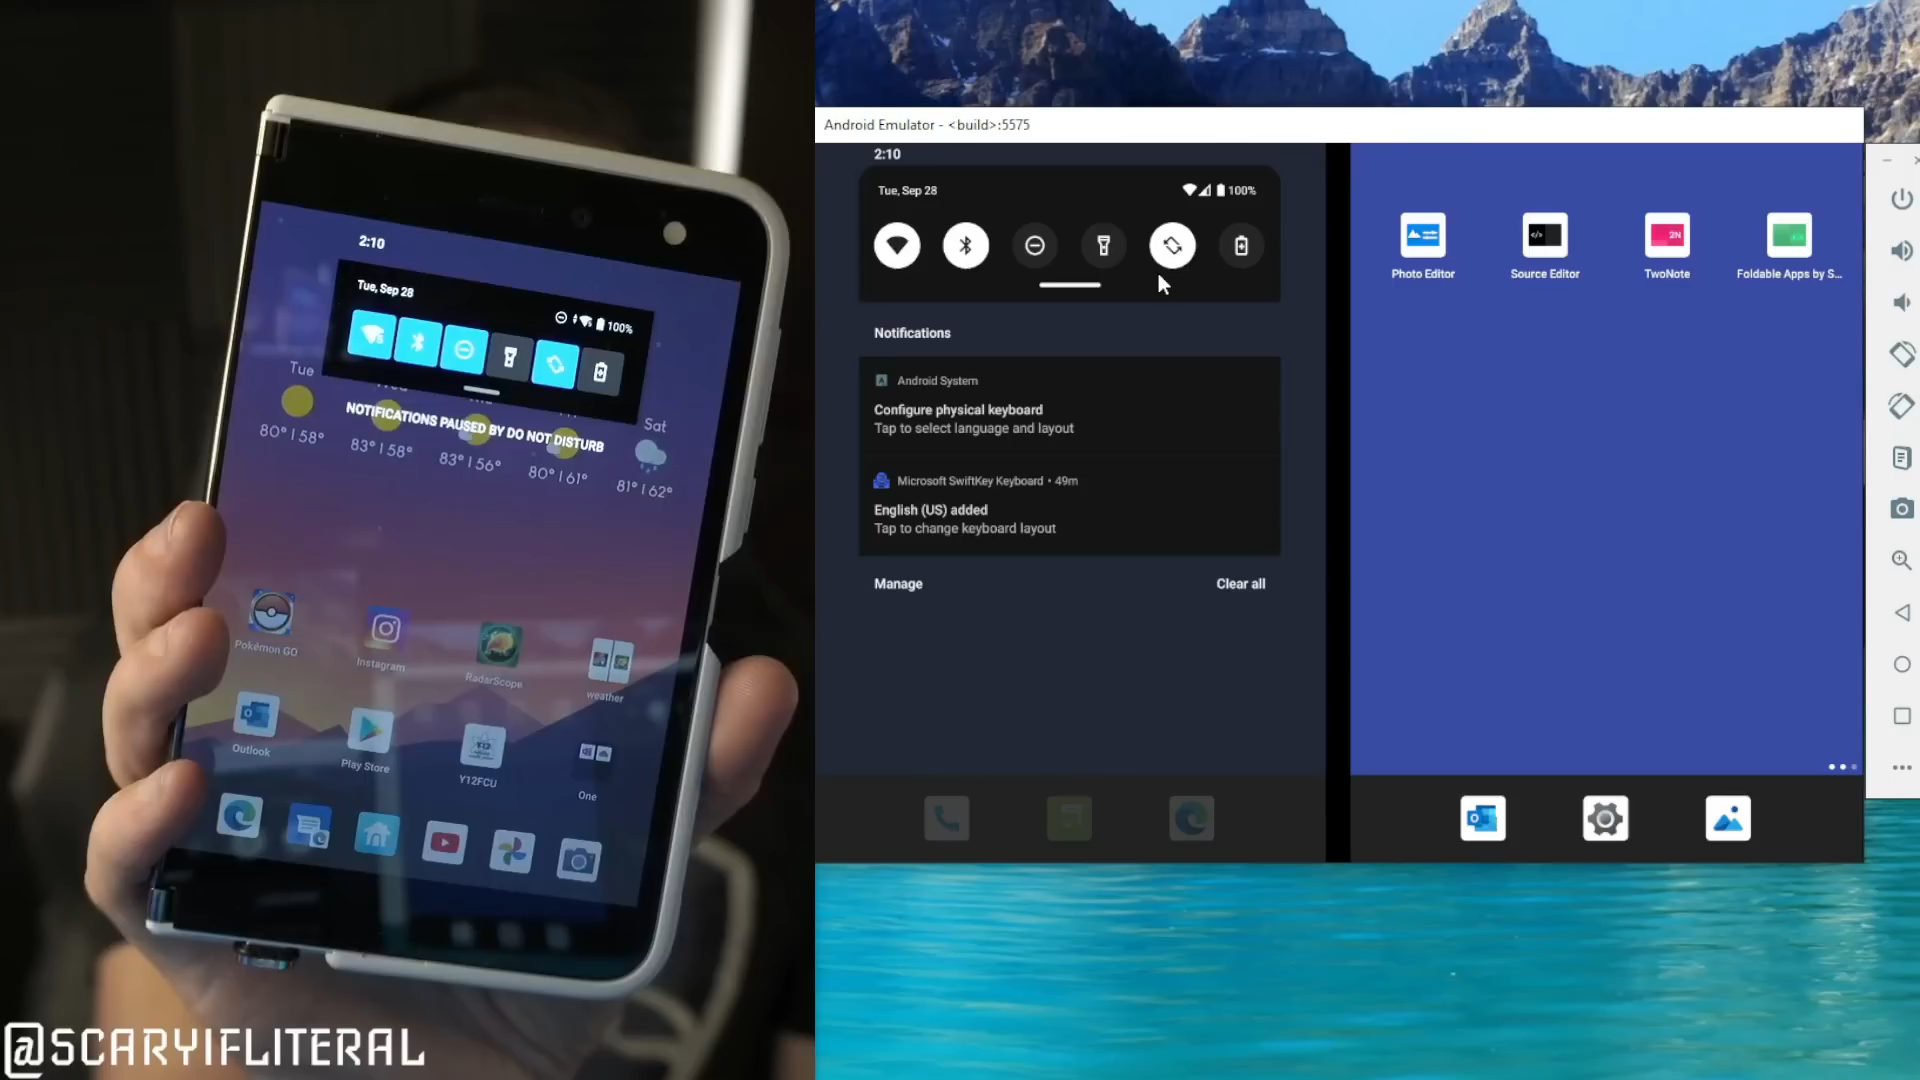 2:10
Tue, Sep 28
100%
NOTIFICATIONS PAUSED BY DO NOT DISTURB
Tue
Sat
80° | 58°
83° | 58°
83° | 56°
80° | 61°
81° | 62°
Pokémon GO
Instagram
RadarScope
weather
Outlook
Play Store
Y12FCU
One
@SCARYIFLITERAL
Android Emulator - <build>:5575
2:10
Tue, Sep 28
100%
Notifications
Android System
Configure physical keyboard
Tap to select language and layout
Microsoft SwiftKey Keyboard • 49m
English (US) added
Tap to change keyboard layout
Manage
Clear all
Photo Editor
Source Editor
2N
TwoNote
Foldable Apps by S...